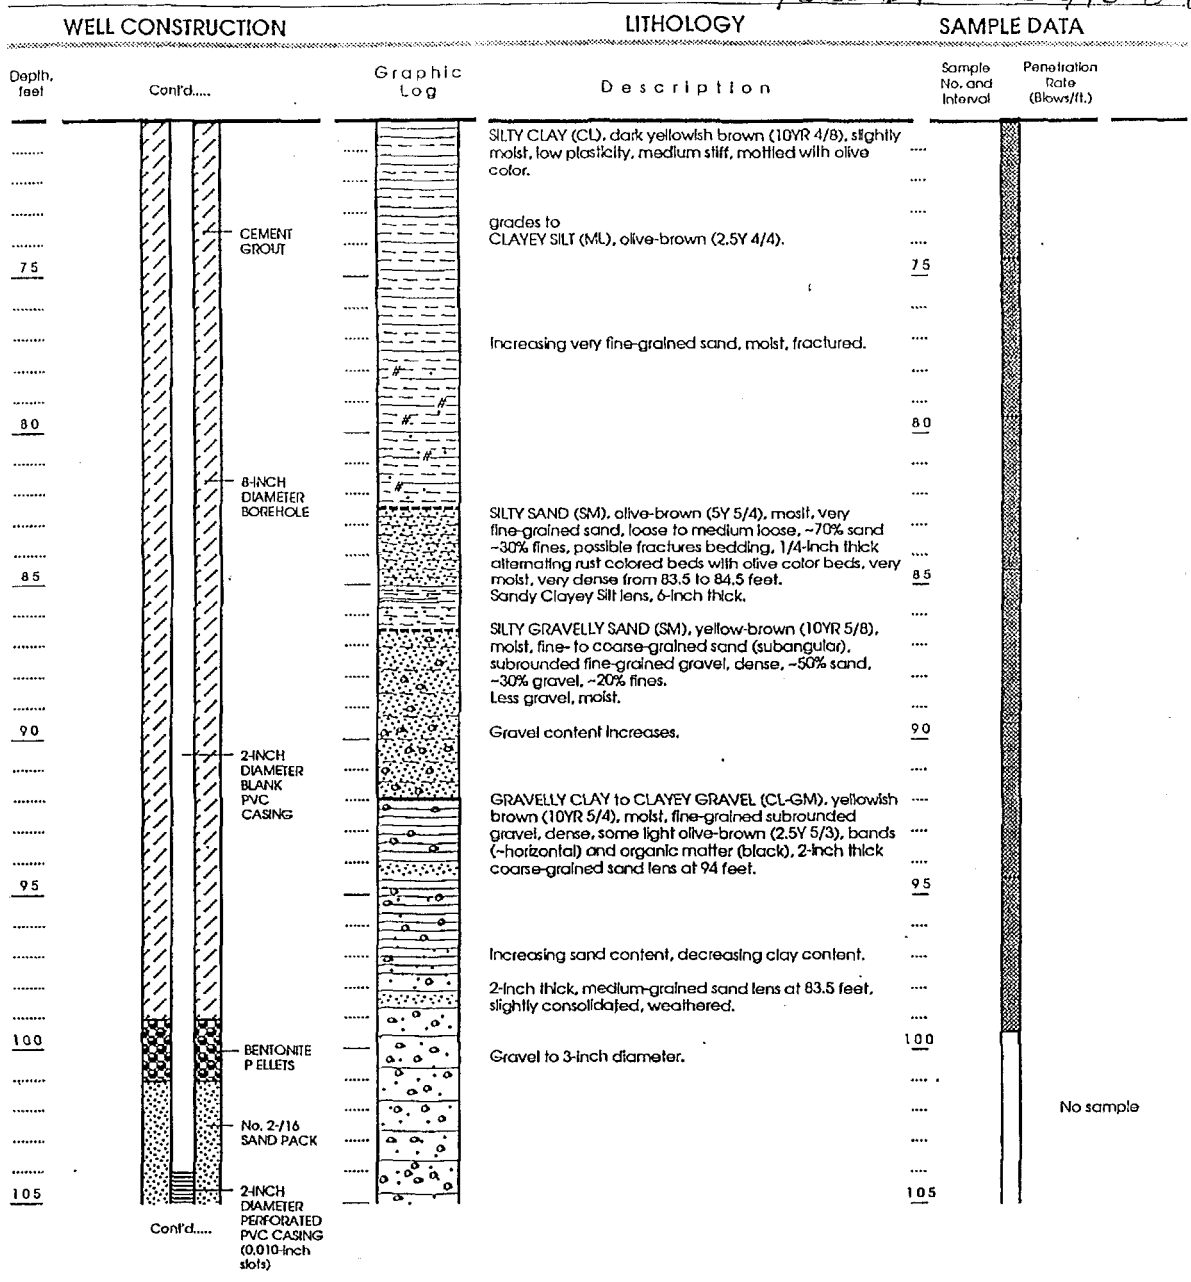 WELL CONSTRUCTION
LITHOLOGY
SAMPLE DATA
Depth, feet
Cont'd.....
Graphic Log
Description
Sample No. and Interval
Penetration Rate (Blows/ft.)
CEMENT
GROUT
8-INCH
DIAMETER
BOREHOLE
2-INCH
DIAMETER
BLANK
PVC
CASING
BENTONITE
PELLETS
No. 2-/16
SAND PACK
2-INCH
DIAMETER
PERFORATED
PVC CASING
(0.010-inch
slots)
75
80
85
90
95
100
105
Cont'd.....
SILTY CLAY (CL), dark yellowish brown (10YR 4/8), slightly
moist, low plasticity, medium stiff, mottled with olive
color.
grades to
CLAYEY SILT (ML), olive-brown (2.5Y 4/4).
Increasing very fine-grained sand, moist, fractured.
SILTY SAND (SM), olive-brown (5Y 5/4), mosit, very
fine-grained sand, loose to medium loose, ~70% sand
~30% fines, possible fractures bedding, 1/4-inch thick
alternating rust colored beds with olive color beds, very
moist, very dense from 83.5 to 84.5 feet.
Sandy Clayey Silt lens, 6-inch thick.
SILTY GRAVELLY SAND (SM), yellow-brown (10YR 5/8),
moist, fine- to coarse-grained sand (subangular),
subrounded fine-grained gravel, dense, ~50% sand,
~30% gravel, ~20% fines.
Less gravel, moist.
Gravel content increases.
GRAVELLY CLAY to CLAYEY GRAVEL (CL-GM), yellowish
brown (10YR 5/4), moist, fine-grained subrounded
gravel, dense, some light olive-brown (2.5Y 5/3), bands
(~horizontal) and organic matter (black), 2-inch thick
coarse-grained sand lens at 94 feet.
Increasing sand content, decreasing clay content.
2-inch thick, medium-grained sand lens at 83.5 feet,
slightly consolidated, weathered.
Gravel to 3-inch diameter.
75
80
85
90
95
100
105
No sample